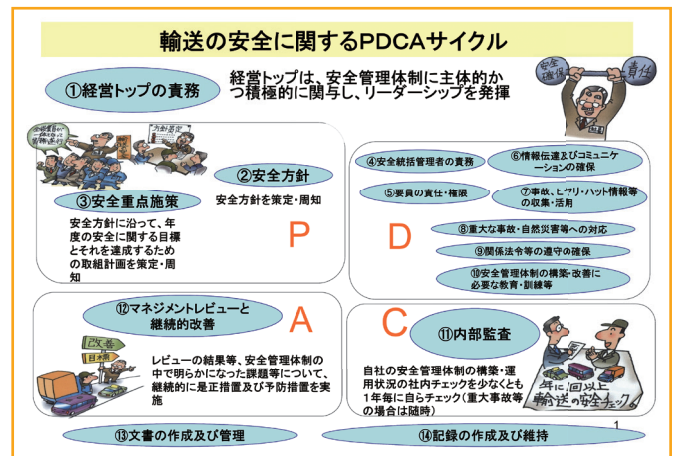 輸送の安全に関するPDCAサイクル
①経営トップの責務
経営トップは、安全管理体制に主体的か
つ積極的に関与し、リーダーシップを発揮
安全
確保
責任
方針策定
②安全方針
安全方針を策定・周知
③安全重点施策
安全方針に沿って、年
度の安全に関する目標
とそれを達成するため
の取組計画を策定・周
知
P
④安全統括管理者の責務
⑥情報伝達及びコミュニケ
ーションの確保
⑤要員の責任・権限
⑦事故、ヒヤリ・ハット情報等
の収集・活用
D
⑧重大な事故・自然災害等への対応
⑨関係法令等の遵守の確保
⑩安全管理体制の構築・改善に
必要な教育・訓練等
⑫マネジメントレビューと
継続的改善
A
改善
レビューの結果等、安全管理体制の
中で明らかになった課題等について、
継続的に是正措置及び予防措置を実
施
C
⑪内部監査
自社の安全管理体制の構築・運
用状況の社内チェックを少なくとも
1年毎に自らチェック(重大事故等
の場合は随時)
年に1回以上
輸送の安全チェック。
1
⑬文書の作成及び管理
⑭記録の作成及び維持